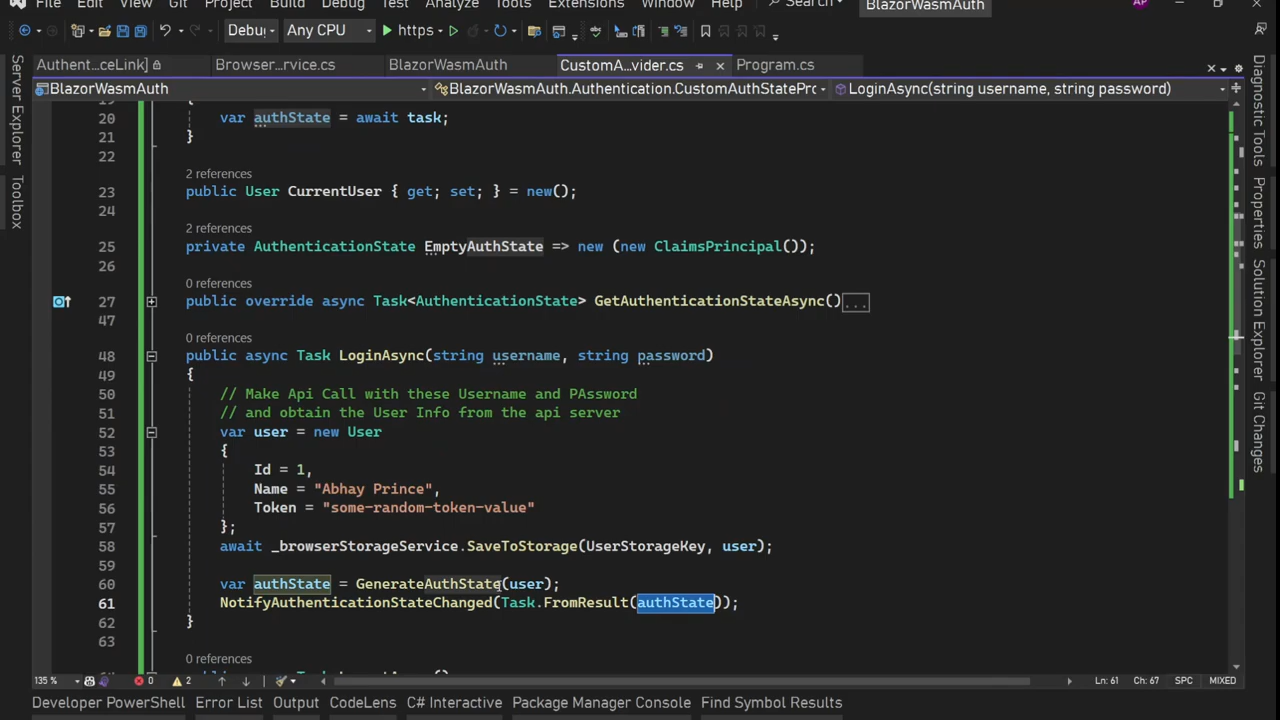 File Edit View Git Project Build Debug Test Analyze Tools Extensions Window Help Search BlazorWasmAuth AP
Debug Any CPU https
Authent...ceLink] Browser...rvice.cs BlazorWasmAuth CustomA...vider.cs Program.cs
BlazorWasmAuth BlazorWasmAuth.Authentication.CustomAuthStatePro LoginAsync(string username, string password)
19 {
20 var authState = await task;
21 }
22
2 references
23 public User CurrentUser { get; set; } = new();
24
2 references
25 private AuthenticationState EmptyAuthState => new (new ClaimsPrincipal());
26
0 references
27 public override async Task<AuthenticationState> GetAuthenticationStateAsync()...
47
0 references
48 public async Task LoginAsync(string username, string password)
49 {
50 // Make Api Call with these Username and PAssword
51 // and obtain the User Info from the api server
52 var user = new User
53 {
54 Id = 1,
55 Name = "Abhay Prince",
56 Token = "some-random-token-value"
57 };
58 await _browserStorageService.SaveToStorage(UserStorageKey, user);
59
60 var authState = GenerateAuthState(user);
61 NotifyAuthenticationStateChanged(Task.FromResult(authState));
62 }
63
0 references
135 % 0 2 Ln: 61 Ch: 67 SPC MIXED
Developer PowerShell Error List Output CodeLens C# Interactive Package Manager Console Find Symbol Results
Server Explorer
Toolbox
Diagnostic Tools
Properties
Solution Explorer
Git Changes